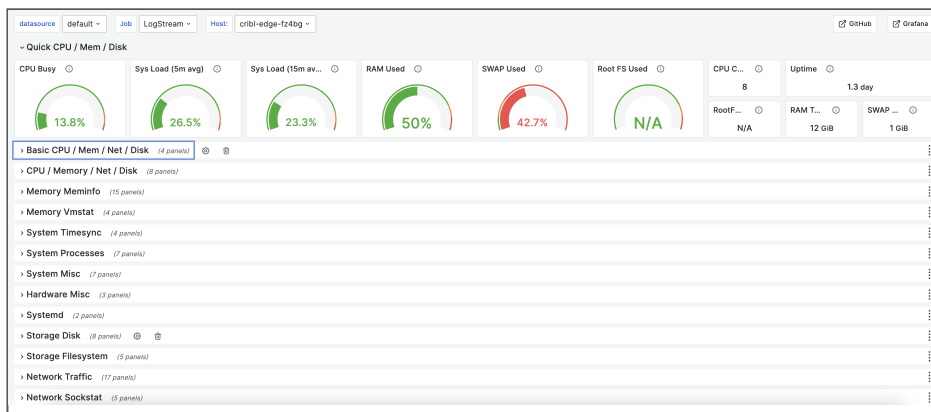 datasource default Job LogStream Host: cribl-edge-fz4bg GitHub Grafana
Quick CPU / Mem / Disk
CPU Busy Sys Load (5m avg) Sys Load (15m av... RAM Used SWAP Used Root FS Used CPU C... Uptime
8 1.3 day
13.8% 26.5% 23.3% 50% 42.7% N/A
RootF... RAM T... SWAP ...
N/A 12 GiB 1 GiB
Basic CPU / Mem / Net / Disk (4 panels)
CPU / Memory / Net / Disk (8 panels)
Memory Meminfo (15 panels)
Memory Vmstat (4 panels)
System Timesync (4 panels)
System Processes (7 panels)
System Misc (7 panels)
Hardware Misc (3 panels)
Systemd (2 panels)
Storage Disk (8 panels)
Storage Filesystem (5 panels)
Network Traffic (17 panels)
Network Sockstat (5 panels)